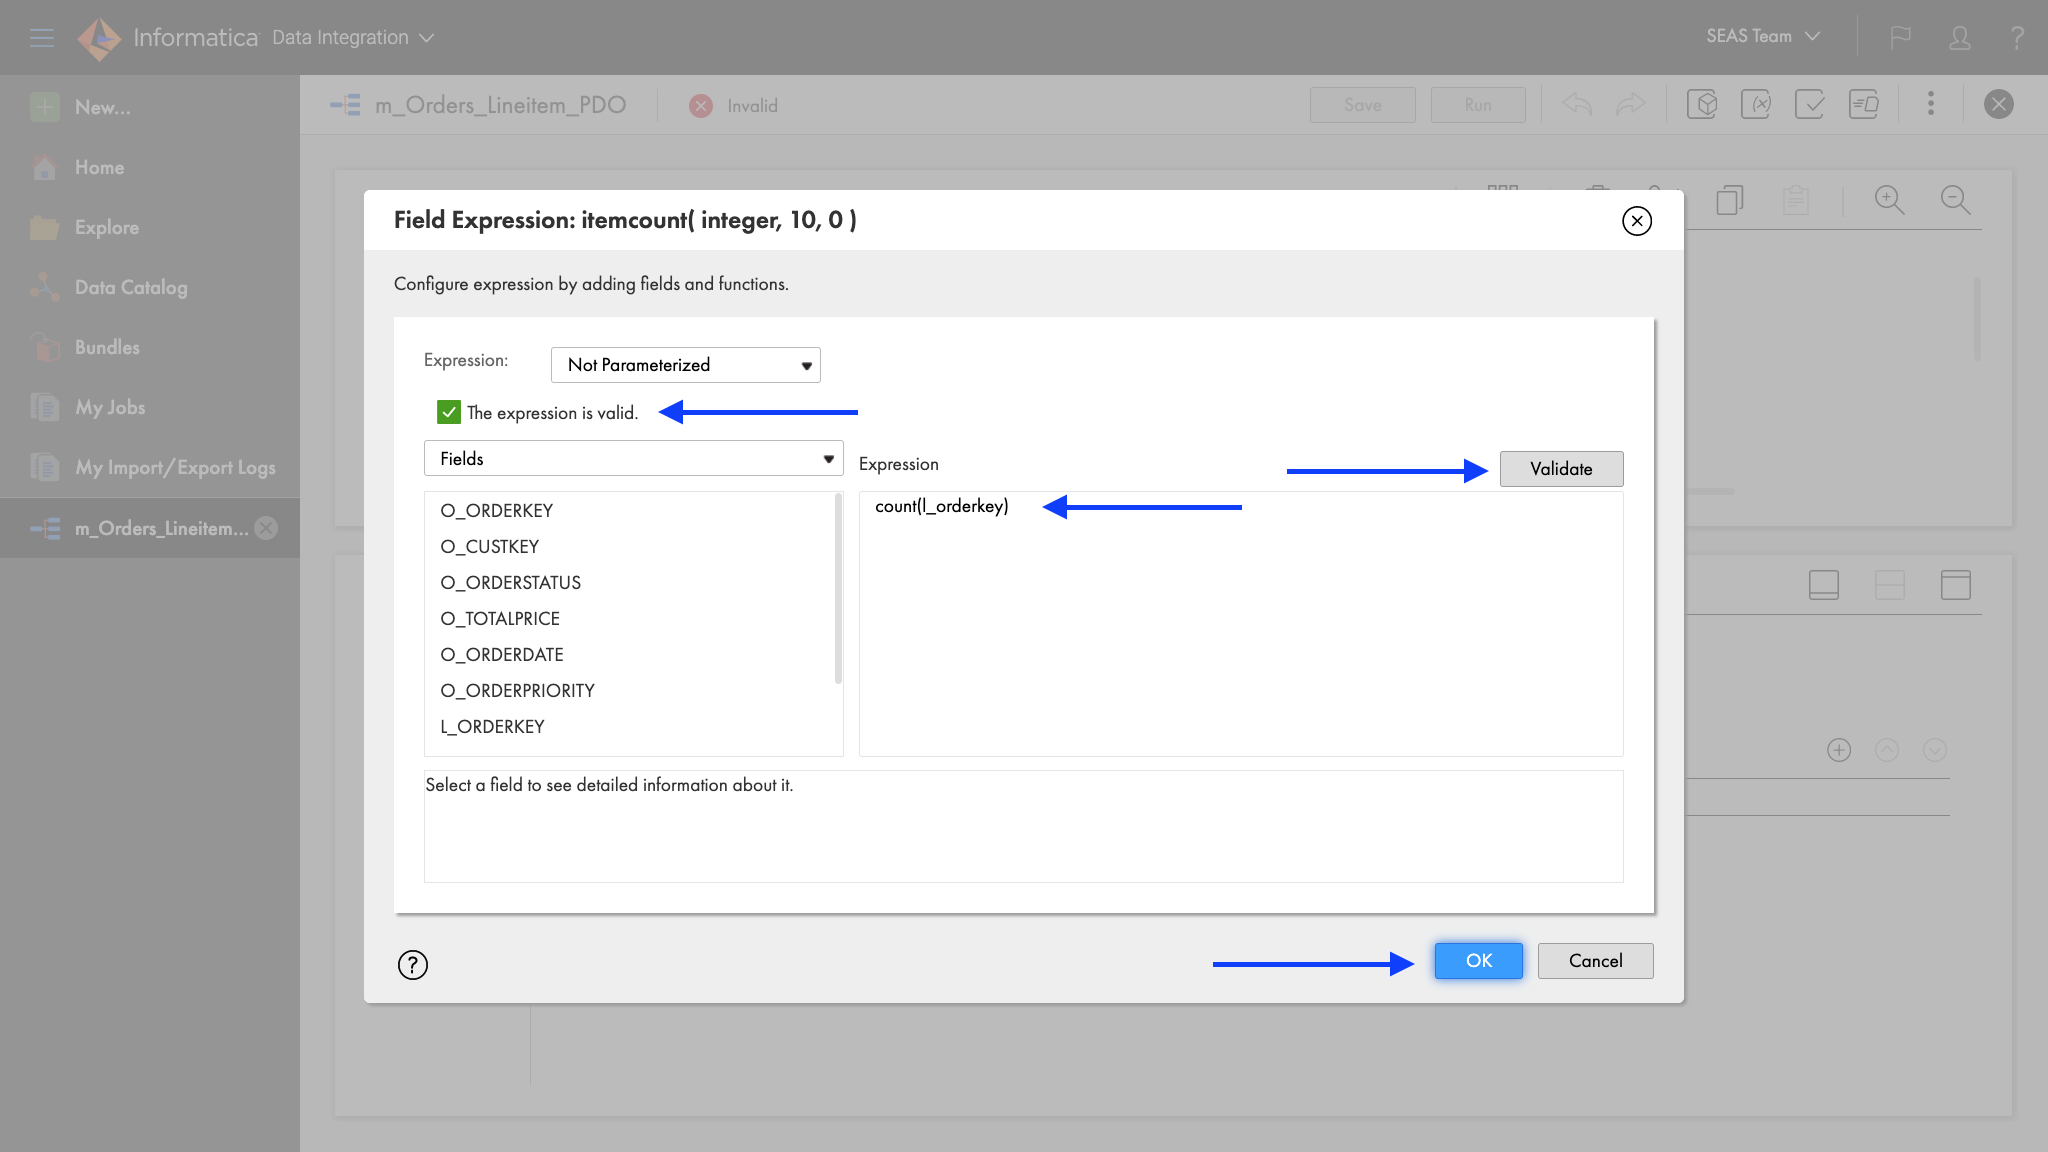 Informatica Data Integration
SEAS Team
?
New...
Home
Explore
Data Catalog
Bundles
My Jobs
My Import/Export Logs
m_Orders_Lineitem...
m_Orders_Lineitem_PDO
Invalid
Save
Run
Field Expression: itemcount( integer, 10, 0 )
Configure expression by adding fields and functions.
Expression:
Not Parameterized
The expression is valid.
Fields
Expression
Validate
O_ORDERKEY
O_CUSTKEY
O_ORDERSTATUS
O_TOTALPRICE
O_ORDERDATE
O_ORDERPRIORITY
L_ORDERKEY
count(l_orderkey)
Select a field to see detailed information about it.
?
OK
Cancel